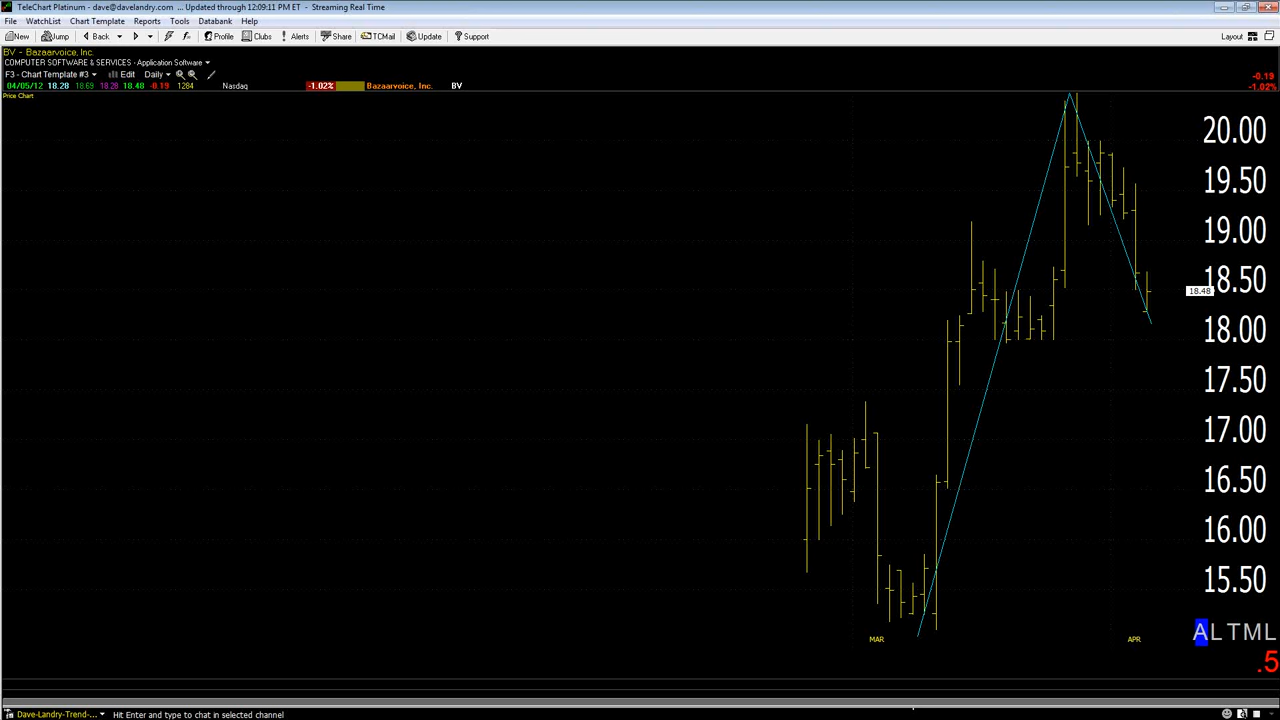 TeleChart Platinum - dave@davelandry.com ... Updated through 12:09:11 PM ET - Streaming Real Time
File WatchList Chart Template Reports Tools Databank Help
New Jump Back Profile Clubs Alerts Share TCMail Update Support Layout
BV - Bazaarvoice, Inc.
COMPUTER SOFTWARE & SERVICES - Application Software
F3 - Chart Template #3 Edit Daily
-0.19
04/05/12 18.28 18.69 18.28 18.48 -0.19 1284 Nasdaq -1.02% Bazaarvoice, Inc. BV -1.02%
Price Chart
20.00
19.50
19.00
18.50
18.48
18.00
17.50
17.00
16.50
16.00
15.50
MAR APR
ALTML
.5
Dave-Landry-Trend-... Hit Enter and type to chat in selected channel